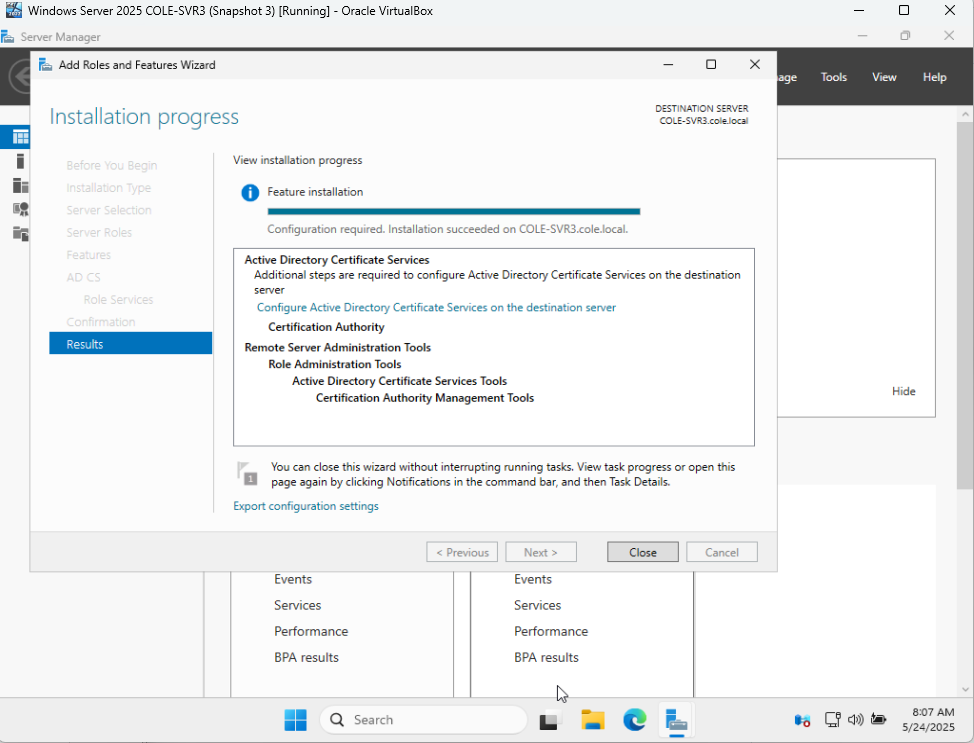 Windows Server 2025 COLE-SVR3 (Snapshot 3) [Running] - Oracle VirtualBox
Server Manager
Add Roles and Features Wizard
Tools
View
Help
Installation progress
DESTINATION SERVER
COLE-SVR3.cole.local
Before You Begin
Installation Type
Server Selection
Server Roles
Features
AD CS
Role Services
Confirmation
Results
View installation progress
Feature installation
Configuration required. Installation succeeded on COLE-SVR3.cole.local.
Active Directory Certificate Services
Additional steps are required to configure Active Directory Certificate Services on the destination
server
Configure Active Directory Certificate Services on the destination server
Certification Authority
Remote Server Administration Tools
Role Administration Tools
Active Directory Certificate Services Tools
Certification Authority Management Tools
Hide
1
You can close this wizard without interrupting running tasks. View task progress or open this
page again by clicking Notifications in the command bar, and then Task Details.
Export configuration settings
< Previous
Next >
Close
Cancel
Events
Services
Performance
BPA results
Events
Services
Performance
BPA results
Search
8:07 AM
5/24/2025